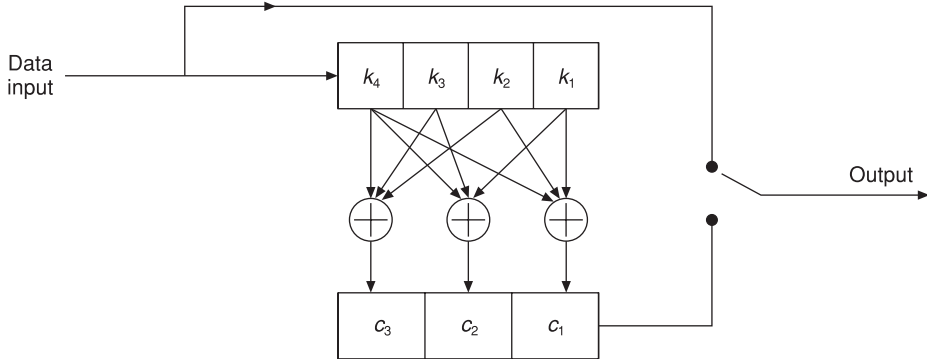 Data
input
k₄ k₃ k₂ k₁
Output
c₃ c₂ c₁